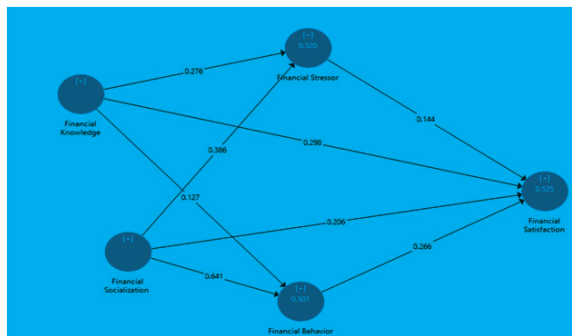 [+]
0.320
Financial Stressor
0.276
[+]
Financial
Knowledge
0.144
0.296
0.386
0.127
[+]
0.525
Financial
Satisfaction
0.206
[+]
Financial
Socialization
0.641
0.266
[+]
0.501
Financial Behavior